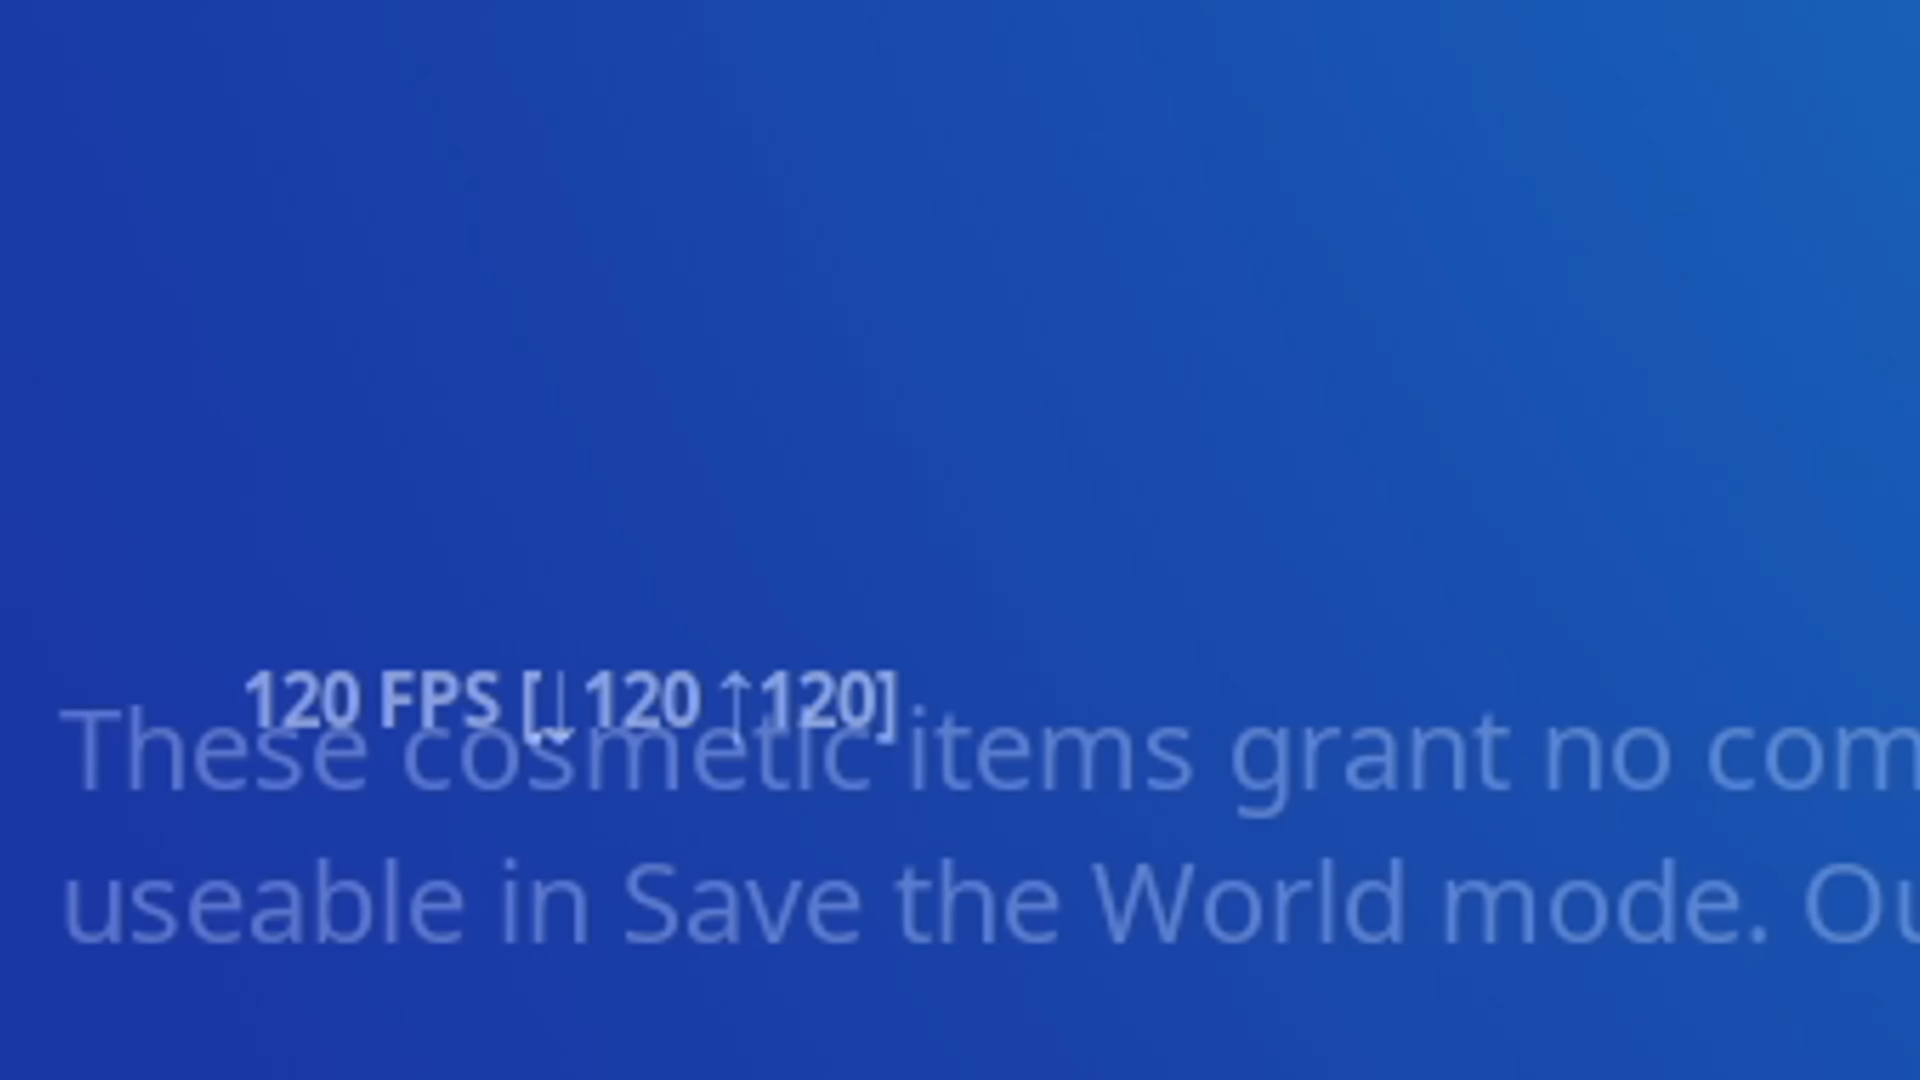 120 FPS [↓120 ↑120]
These cosmetic items grant no com
useable in Save the World mode. Ou